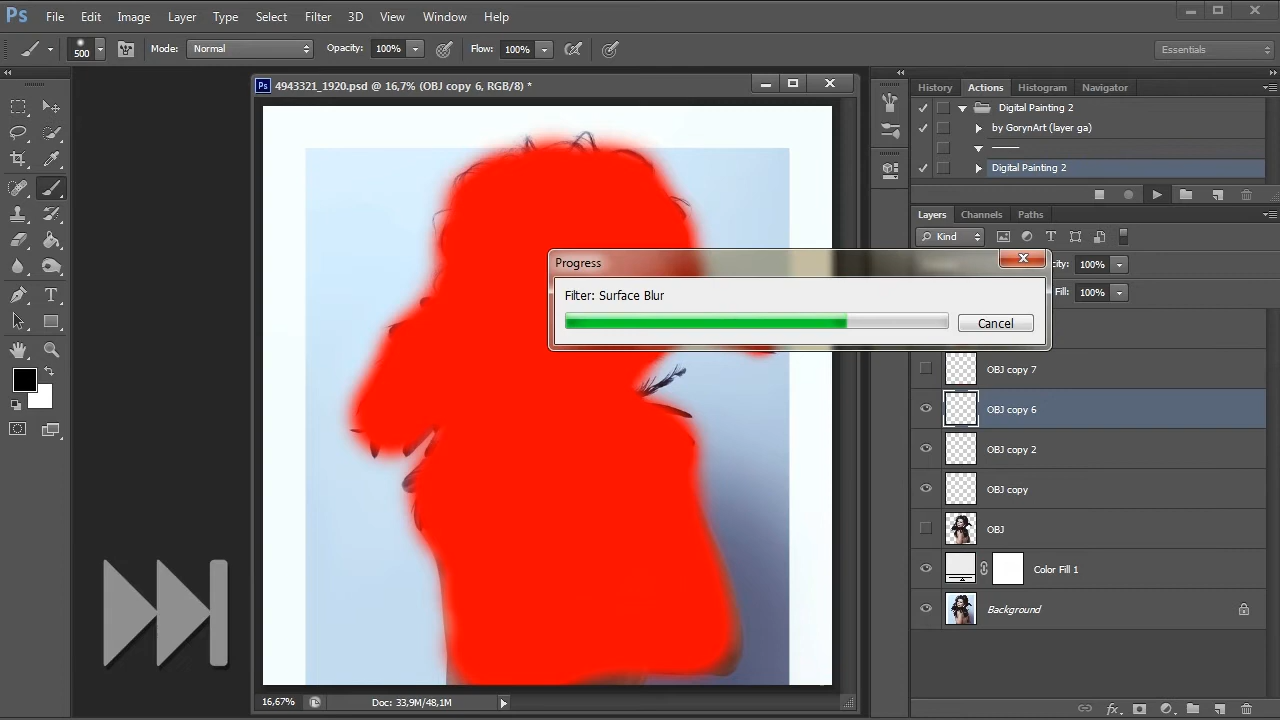 Ps File Edit Image Layer Type Select Filter 3D View Window Help
500 Mode: Normal Opacity: 100% Flow: 100% Essentials
Ps 4943321_1920.psd @ 16,7% (OBJ copy 6, RGB/8) *
History Actions Histogram Navigator
Digital Painting 2
by GorynArt (layer ga)
Digital Painting 2
Layers Channels Paths
Kind
100%
Fill: 100%
Progress
Filter: Surface Blur
Cancel
OBJ copy 7
OBJ copy 6
OBJ copy 2
OBJ copy
OBJ
Color Fill 1
Background
16,67% Doc: 33,9M/48,1M
fx